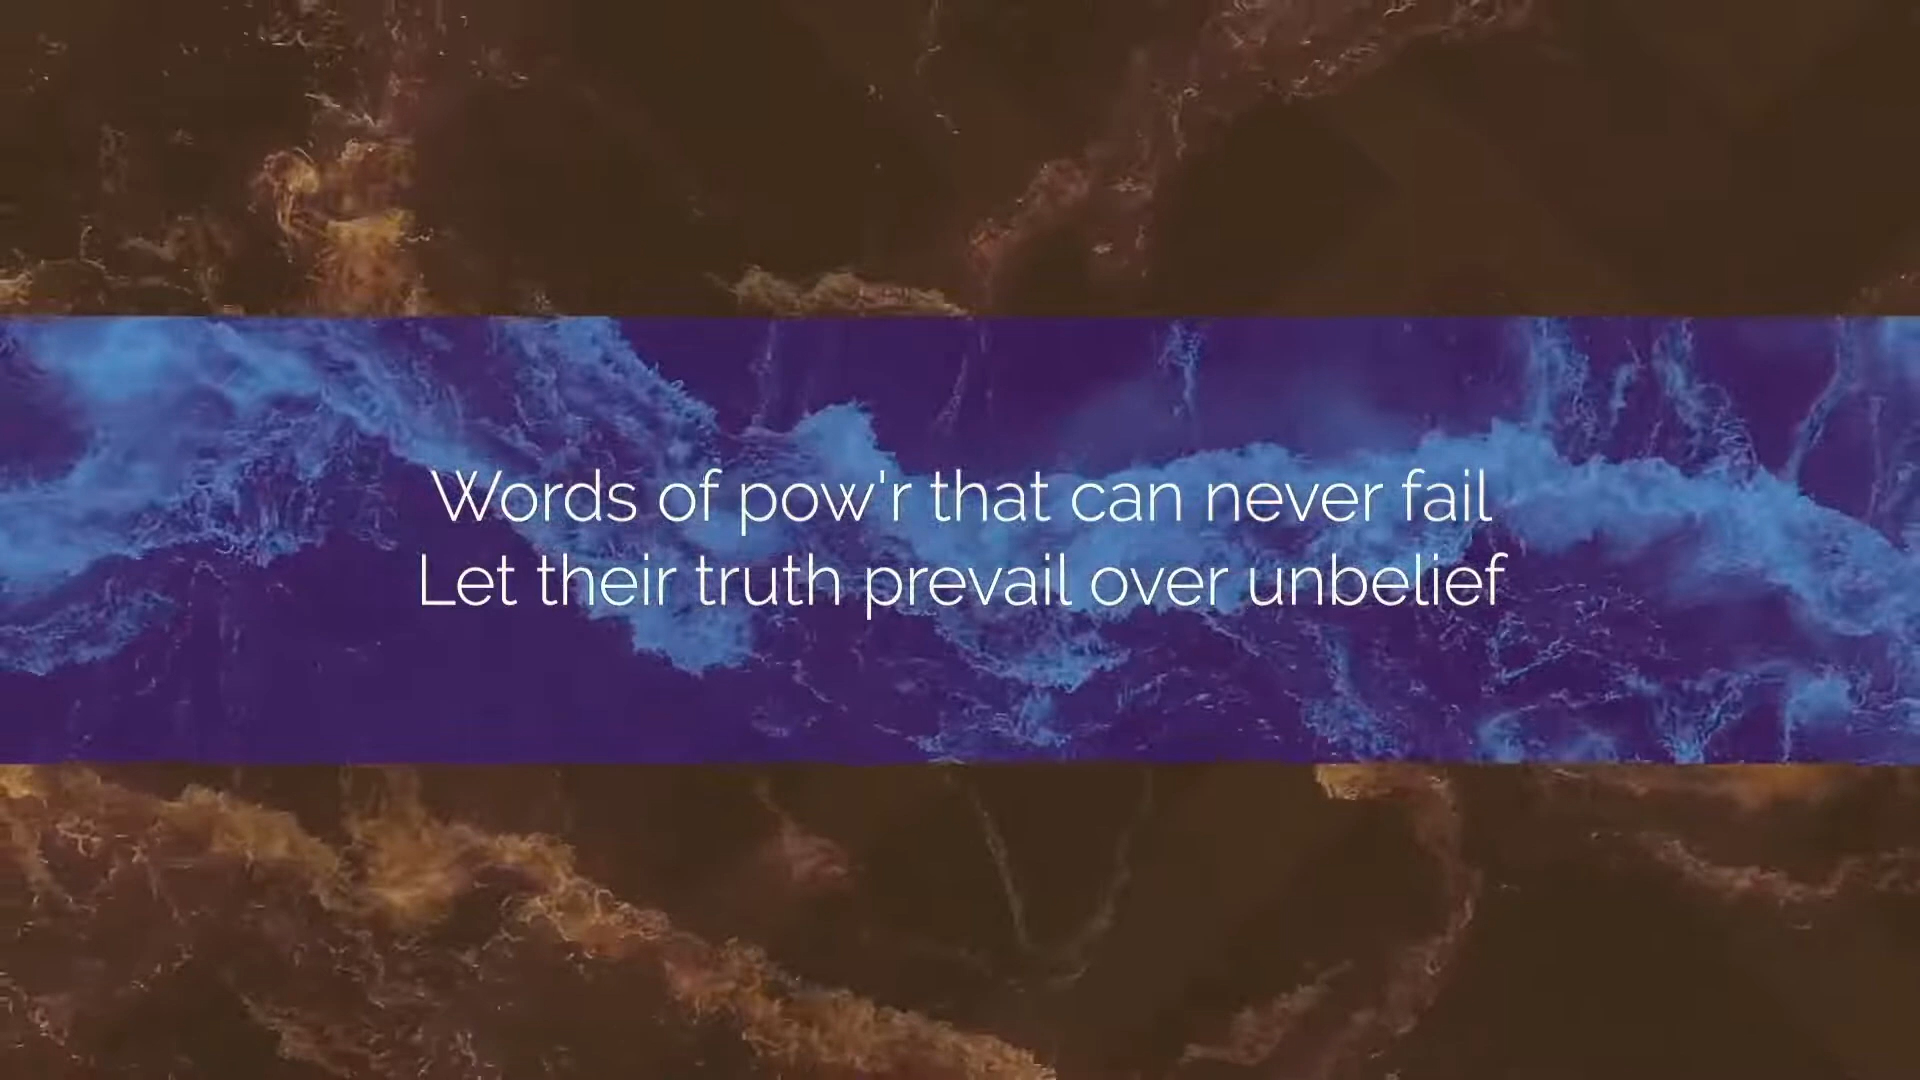 Words of pow'r that can never fail
Let their truth prevail over unbelief